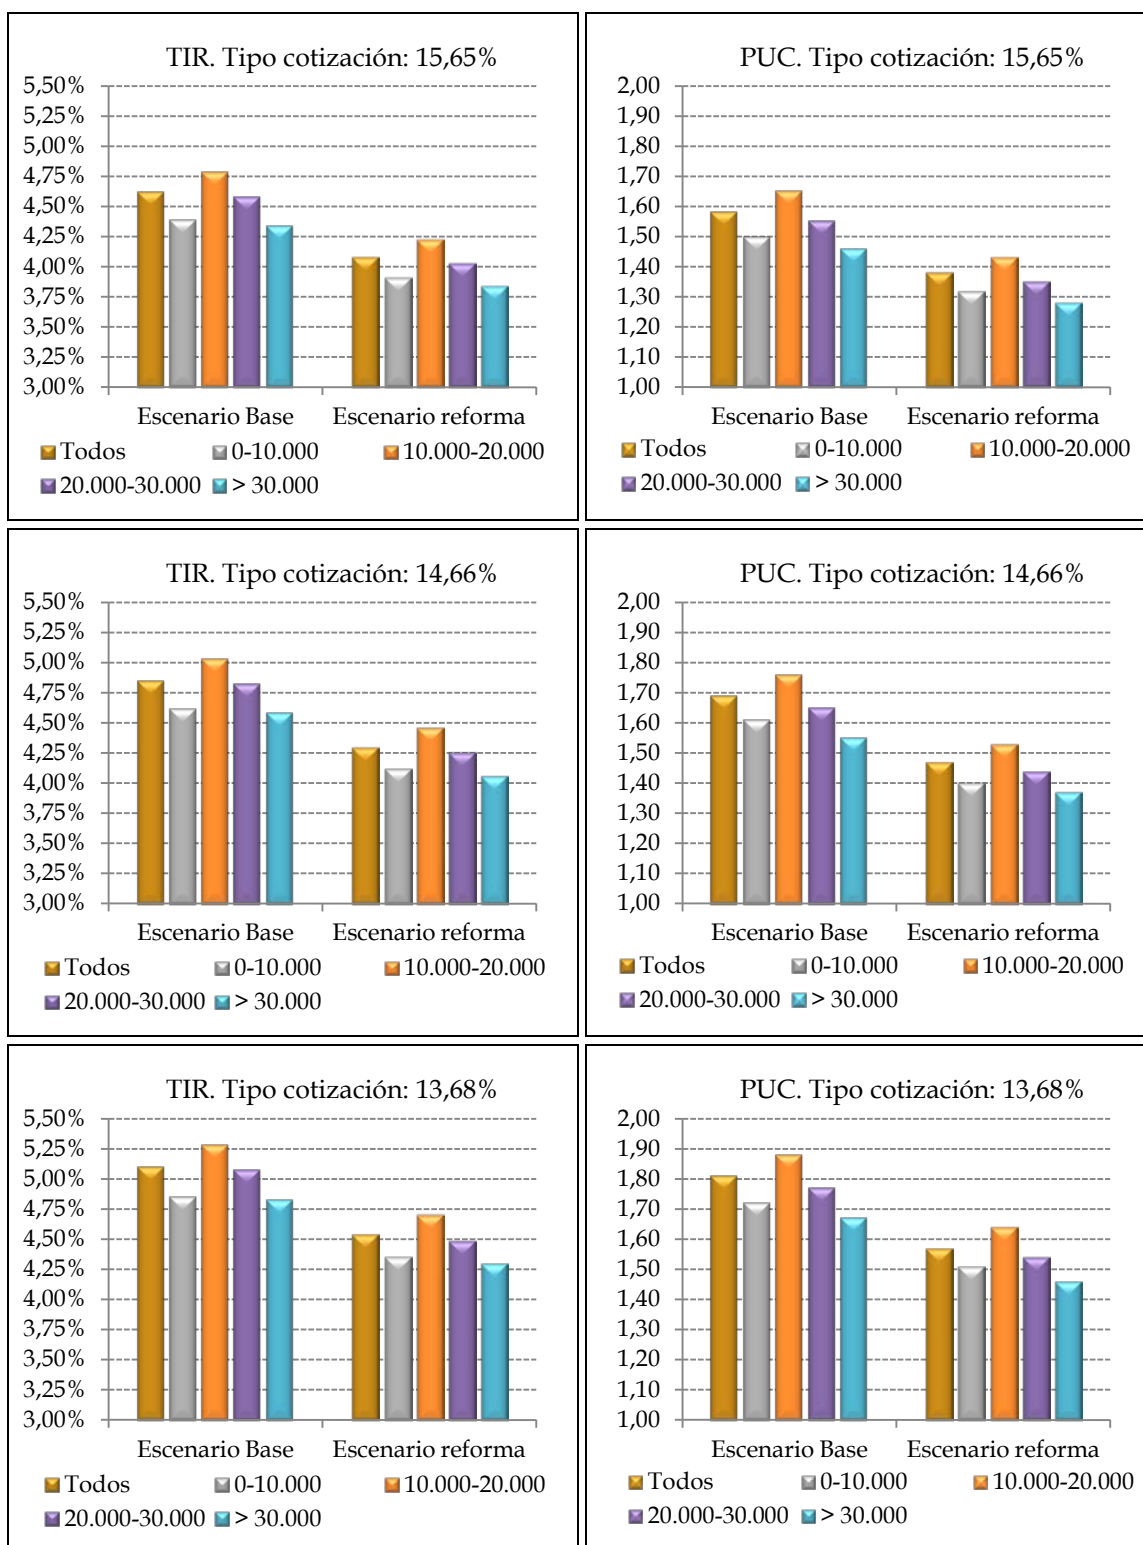 TIR. Tipo cotización: 15,65%
5,50%
5,25%
5,00%
4,75%
4,50%
4,25%
4,00%
3,75%
3,50%
3,25%
3,00%
Escenario Base Escenario reforma
Todos 0-10.000 10.000-20.000
20.000-30.000 > 30.000
PUC. Tipo cotización: 15,65%
2,00
1,90
1,80
1,70
1,60
1,50
1,40
1,30
1,20
1,10
1,00
Escenario Base Escenario reforma
Todos 0-10.000 10.000-20.000
20.000-30.000 > 30.000
TIR. Tipo cotización: 14,66%
5,50%
5,25%
5,00%
4,75%
4,50%
4,25%
4,00%
3,75%
3,50%
3,25%
3,00%
Escenario Base Escenario reforma
Todos 0-10.000 10.000-20.000
20.000-30.000 > 30.000
PUC. Tipo cotización: 14,66%
2,00
1,90
1,80
1,70
1,60
1,50
1,40
1,30
1,20
1,10
1,00
Escenario Base Escenario reforma
Todos 0-10.000 10.000-20.000
20.000-30.000 > 30.000
TIR. Tipo cotización: 13,68%
5,50%
5,25%
5,00%
4,75%
4,50%
4,25%
4,00%
3,75%
3,50%
3,25%
3,00%
Escenario Base Escenario reforma
Todos 0-10.000 10.000-20.000
20.000-30.000 > 30.000
PUC. Tipo cotización: 13,68%
2,00
1,90
1,80
1,70
1,60
1,50
1,40
1,30
1,20
1,10
1,00
Escenario Base Escenario reforma
Todos 0-10.000 10.000-20.000
20.000-30.000 > 30.000